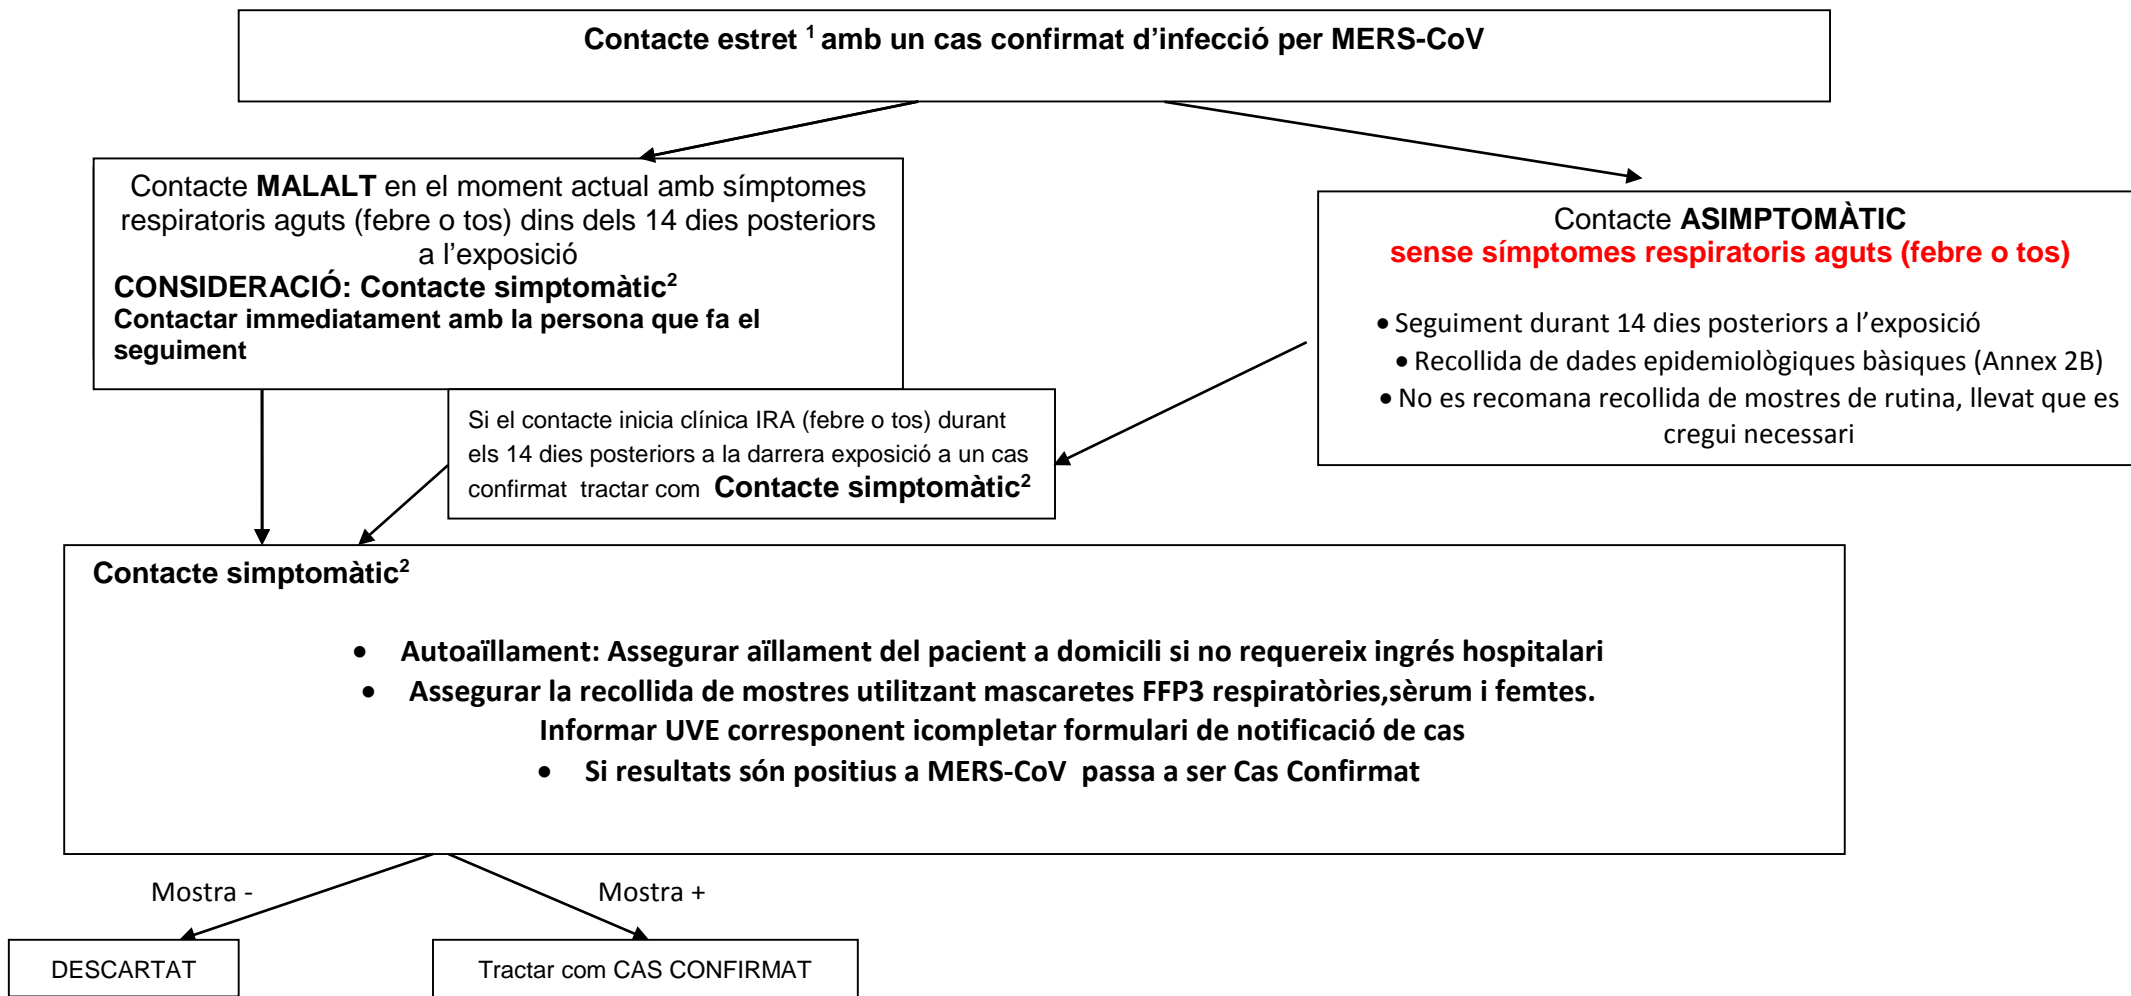 Contacte estret ¹ amb un cas confirmat d’infecció per MERS-CoV
Contacte MALALT en el moment actual amb símptomes
respiratoris aguts (febre o tos) dins dels 14 dies posteriors
a l’exposició
CONSIDERACIÓ: Contacte simptomàtic²
Contactar immediatament amb la persona que fa el
seguiment
Contacte ASIMPTOMÀTIC
sense símptomes respiratoris aguts (febre o tos)
• Seguiment durant 14 dies posteriors a l’exposició
• Recollida de dades epidemiològiques bàsiques (Annex 2B)
• No es recomana recollida de mostres de rutina, llevat que es
cregui necessari
Si el contacte inicia clínica IRA (febre o tos) durant
els 14 dies posteriors a la darrera exposició a un cas
confirmat tractar com Contacte simptomàtic²
Contacte simptomàtic²
• Autoaïllament: Assegurar aïllament del pacient a domicili si no requereix ingrés hospitalari
• Assegurar la recollida de mostres utilitzant mascaretes FFP3 respiratòries,sèrum i femtes.
Informar UVE corresponent icompletar formulari de notificació de cas
• Si resultats són positius a MERS-CoV passa a ser Cas Confirmat
Mostra -
Mostra +
DESCARTAT
Tractar com CAS CONFIRMAT